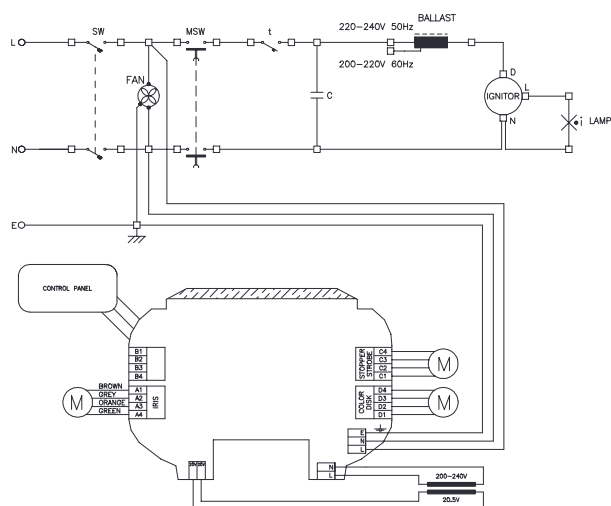 220-240V 50Hz
BALLAST
SW
MSW
t
L
200-220V 60Hz
D
FAN
L
IGNITOR
C
N
i LAMP
N
E
CONTROL PANEL
B1
B2
B3
B4
STOPPER
STROBE
C4
C3
C2
C1
M
BROWN
GREY
ORANGE
GREEN
M
A1
A2
A3
A4
IRIS
COLOR
DISK
D4
D3
D2
D1
M
E
N
L
N
L
200-240V
20.5V